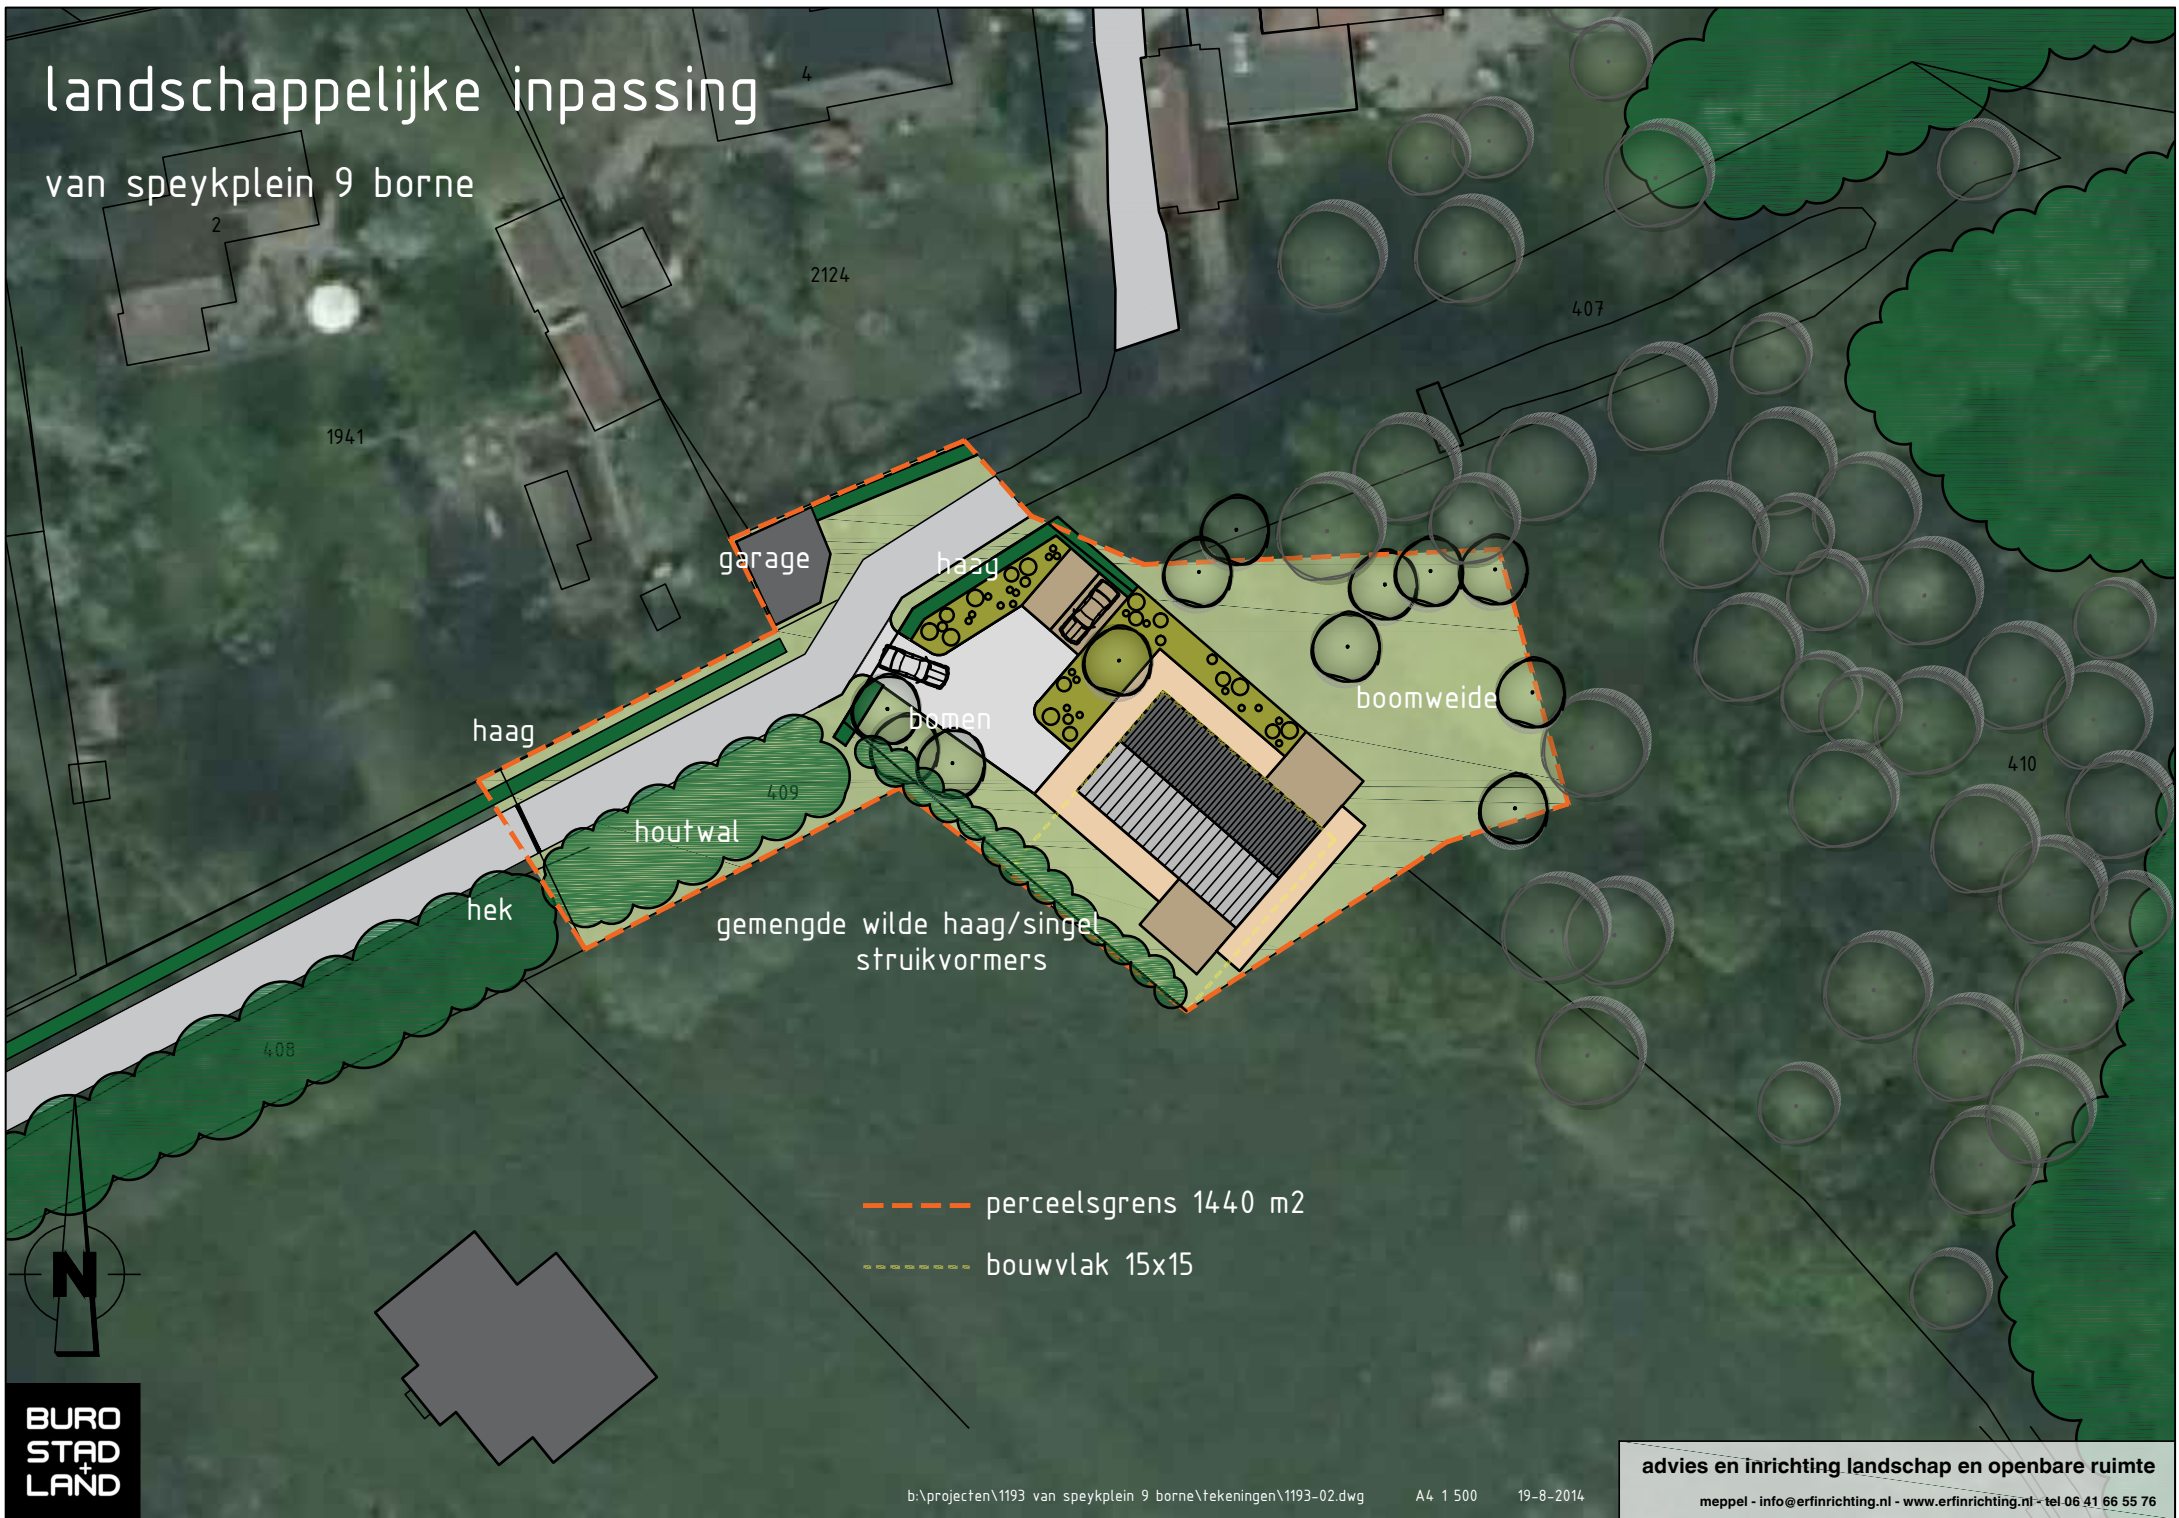 landschappelijke inpassing
van speykplein 9 borne
4
2
2124
407
1941
garage
haag
boomweide
bomen
haag
409
410
houtwal
hek
gemengde wilde haag/singel
struikvormers
408
perceelsgrens 1440 m2
bouwvlak 15x15
N
BURO
STAD
+
LAND
b:\projecten\1193 van speykplein 9 borne\tekeningen\1193-02.dwg A4 1 500 19-8-2014
advies en inrichting landschap en openbare ruimte
meppel - info@erfinrichting.nl - www.erfinrichting.nl - tel 06 41 66 55 76